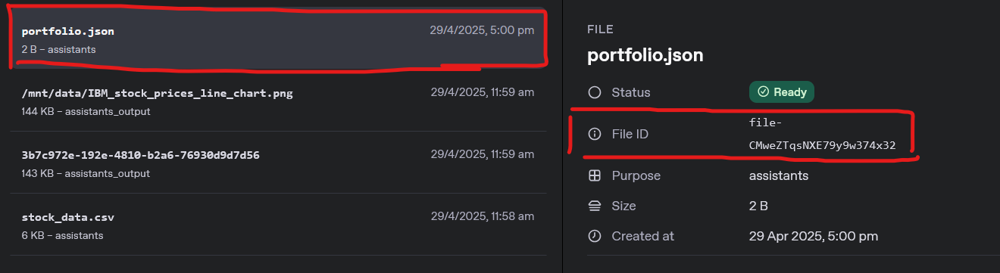 portfolio.json
29/4/2025, 5:00 pm
2 B – assistants
/mnt/data/IBM_stock_prices_line_chart.png
29/4/2025, 11:59 am
144 KB – assistants_output
3b7c972e-192e-4810-b2a6-76930d9d7d56
29/4/2025, 11:59 am
143 KB – assistants_output
stock_data.csv
29/4/2025, 11:58 am
6 KB – assistants
FILE
portfolio.json
Status
Ready
File ID
file-
CMweZTqsNXE79y9w374x32
Purpose
assistants
Size
2 B
Created at
29 Apr 2025, 5:00 pm